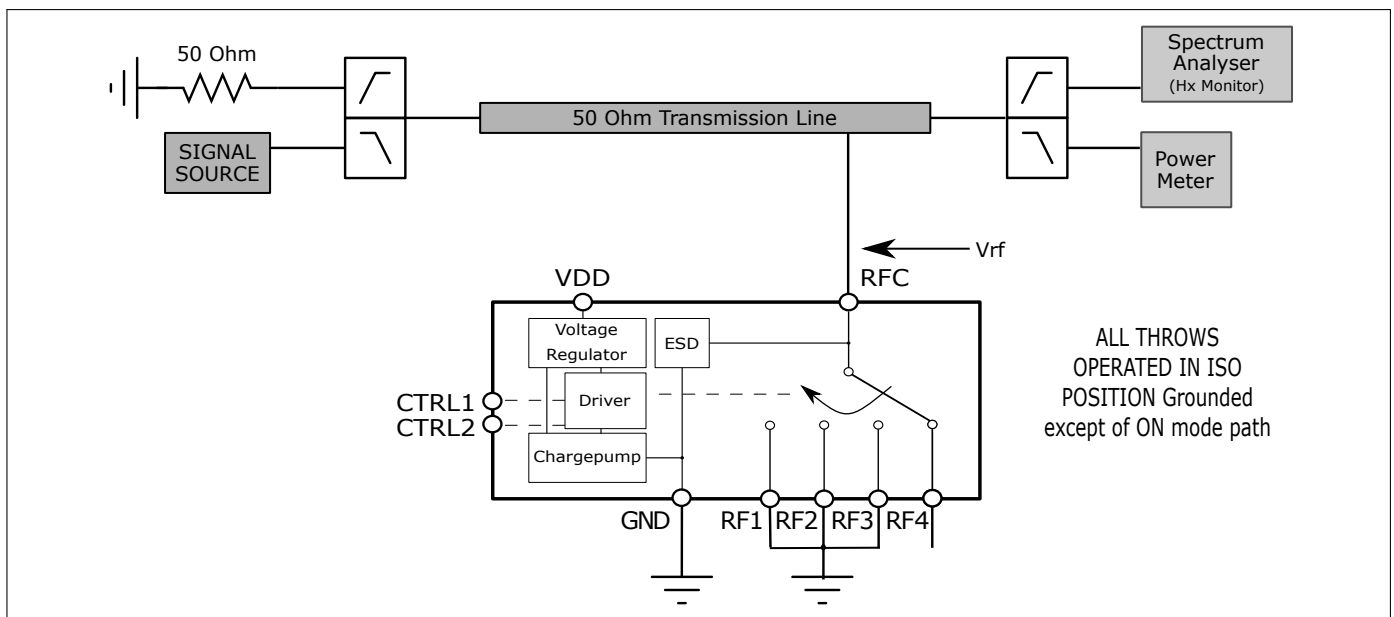 50 Ohm
SIGNAL
SOURCE
50 Ohm Transmission Line
Spectrum
Analyser
(Hx Monitor)
Power
Meter
Vrf
VDD
RFC
Voltage
Regulator
ESD
Driver
Chargepump
CTRL1
CTRL2
GND
RF1
RF2
RF3
RF4
ALL THROWS
OPERATED IN ISO
POSITION Grounded
except of ON mode path